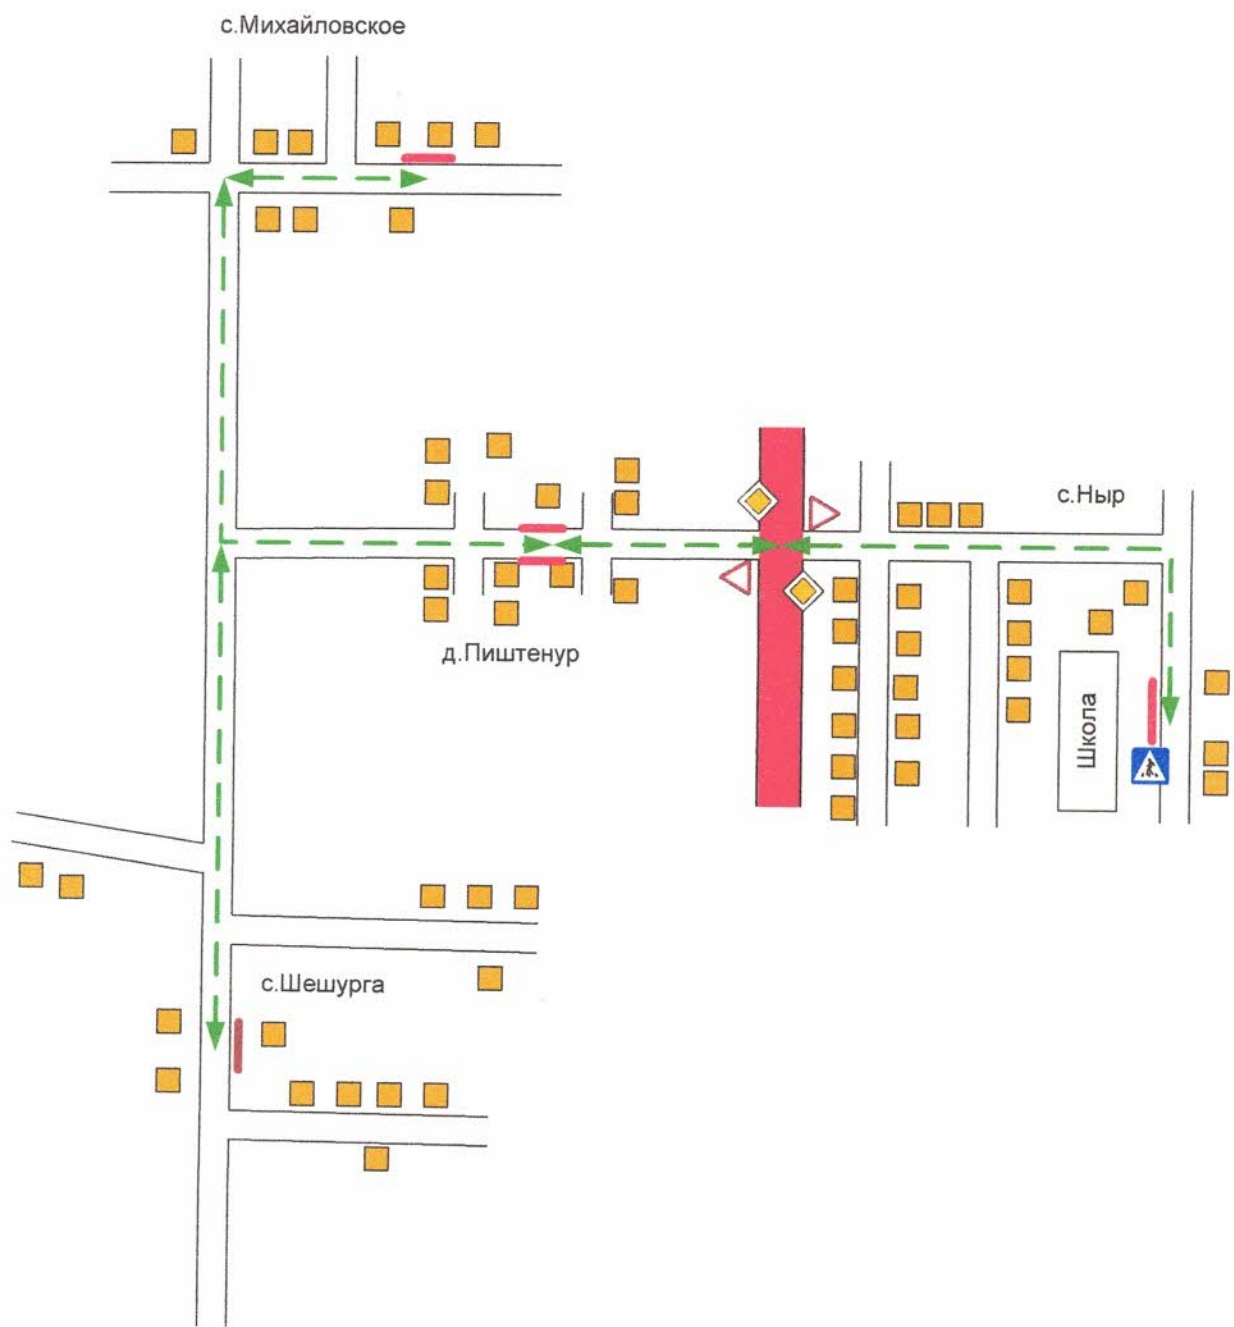 с.Михайловское
с.Ныр
д.Пиштенур
Школа
с.Шешурга